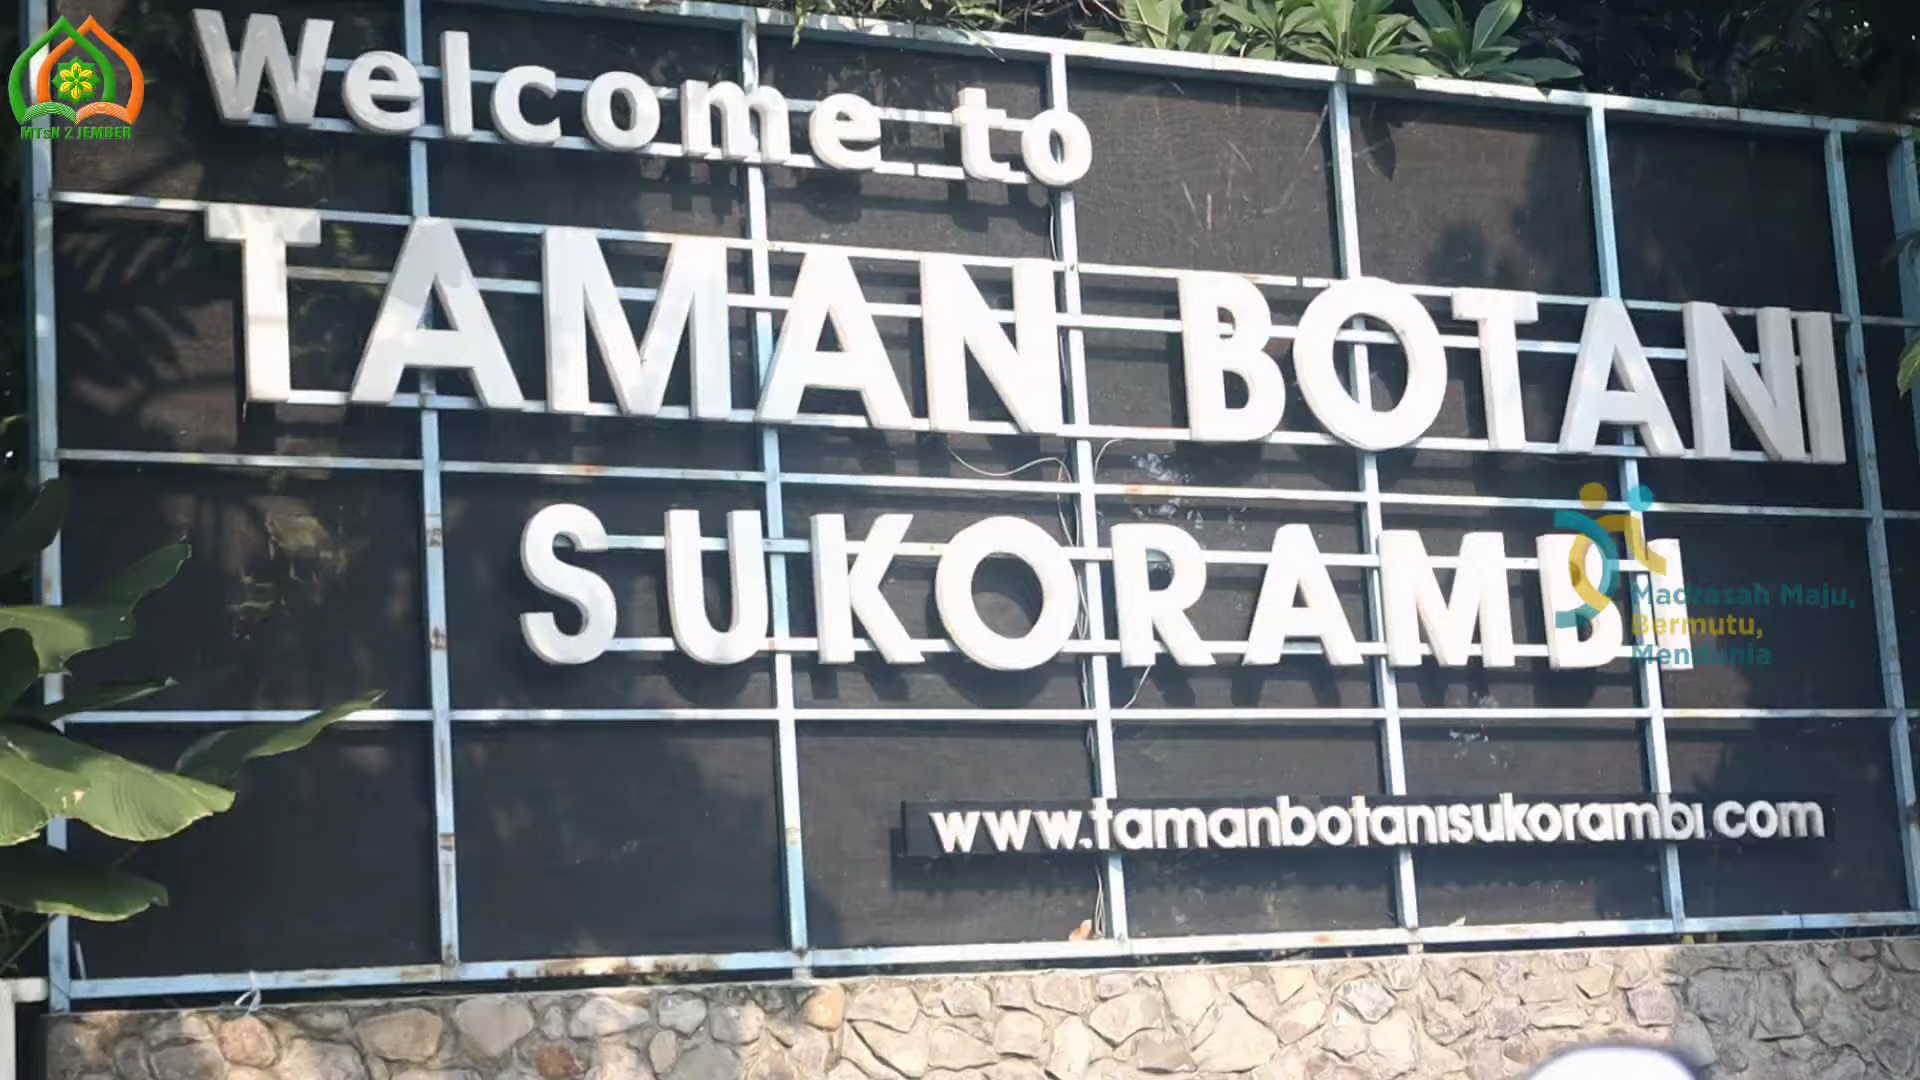 MTsN 2 JEMBER
Welcome to
TAMAN BOTANI
SUKORAMBI
Madrasah Maju,
Bermutu,
Mendunia
www.tamanbotanisukorambi.com